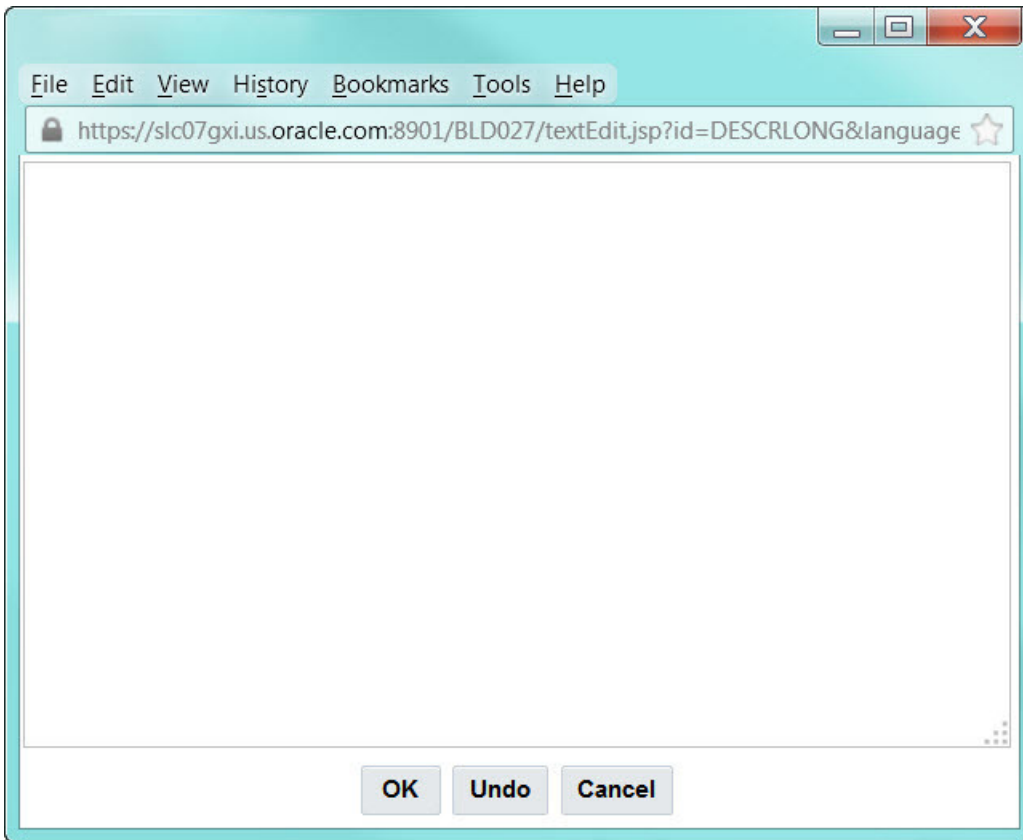 File Edit View History Bookmarks Tools Help
https://slc07gxi.us.oracle.com:8901/BLD027/textEdit.jsp?id=DESCRLONG&language
OK Undo Cancel